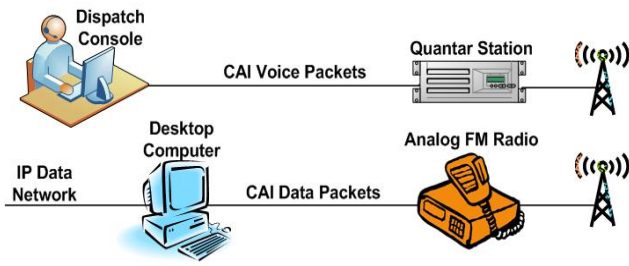 Dispatch
Console
Quantar Station
CAI Voice Packets
Desktop
Computer
Analog FM Radio
IP Data
Network
CAI Data Packets